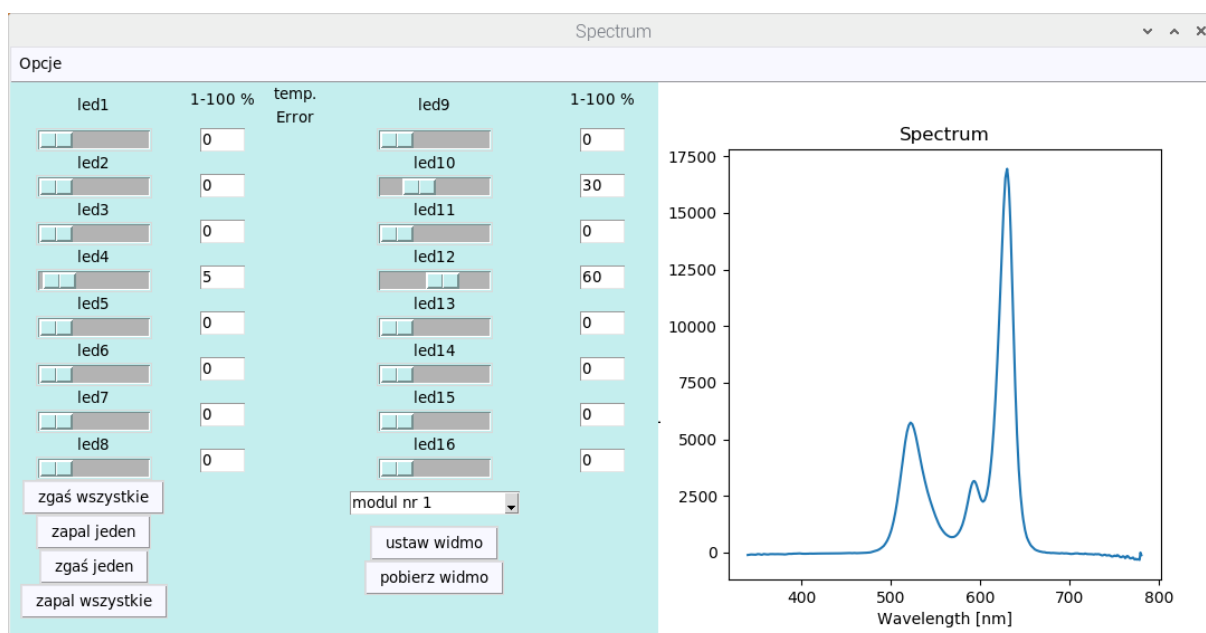 Spectrum
Opcje
led1 1-100 % temp. led9 1-100 %
Error
0 0
led2 led10
0 30
led3 led11
0 0
led4 led12
5 60
led5 led13
0 0
led6 led14
0 0
led7 led15
0 0
led8 led16
0 0
zgaś wszystkie
modul nr 1
zapal jeden
ustaw widmo
zgaś jeden
pobierz widmo
zapal wszystkie
Spectrum
17500
15000
12500
10000
7500
5000
2500
0
400 500 600 700 800
Wavelength [nm]